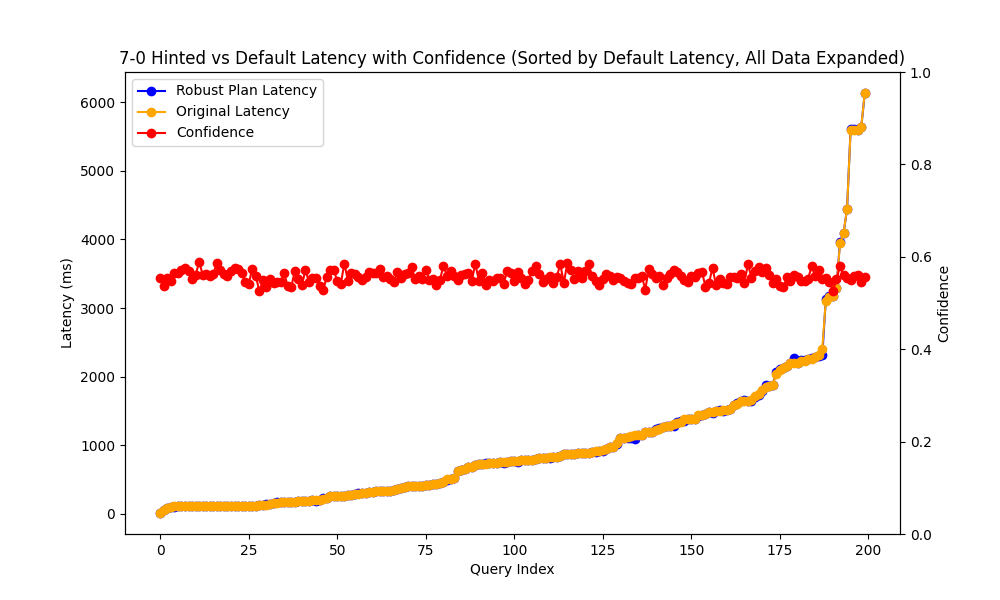 7-0 Hinted vs Default Latency with Confidence (Sorted by Default Latency, All Data Expanded)
Robust Plan Latency
Original Latency
Confidence
Latency (ms)
6000
5000
4000
3000
2000
1000
0
1.0
0.8
0.6
0.4
0.2
0.0
Confidence
0 25 50 75 100 125 150 175 200
Query Index